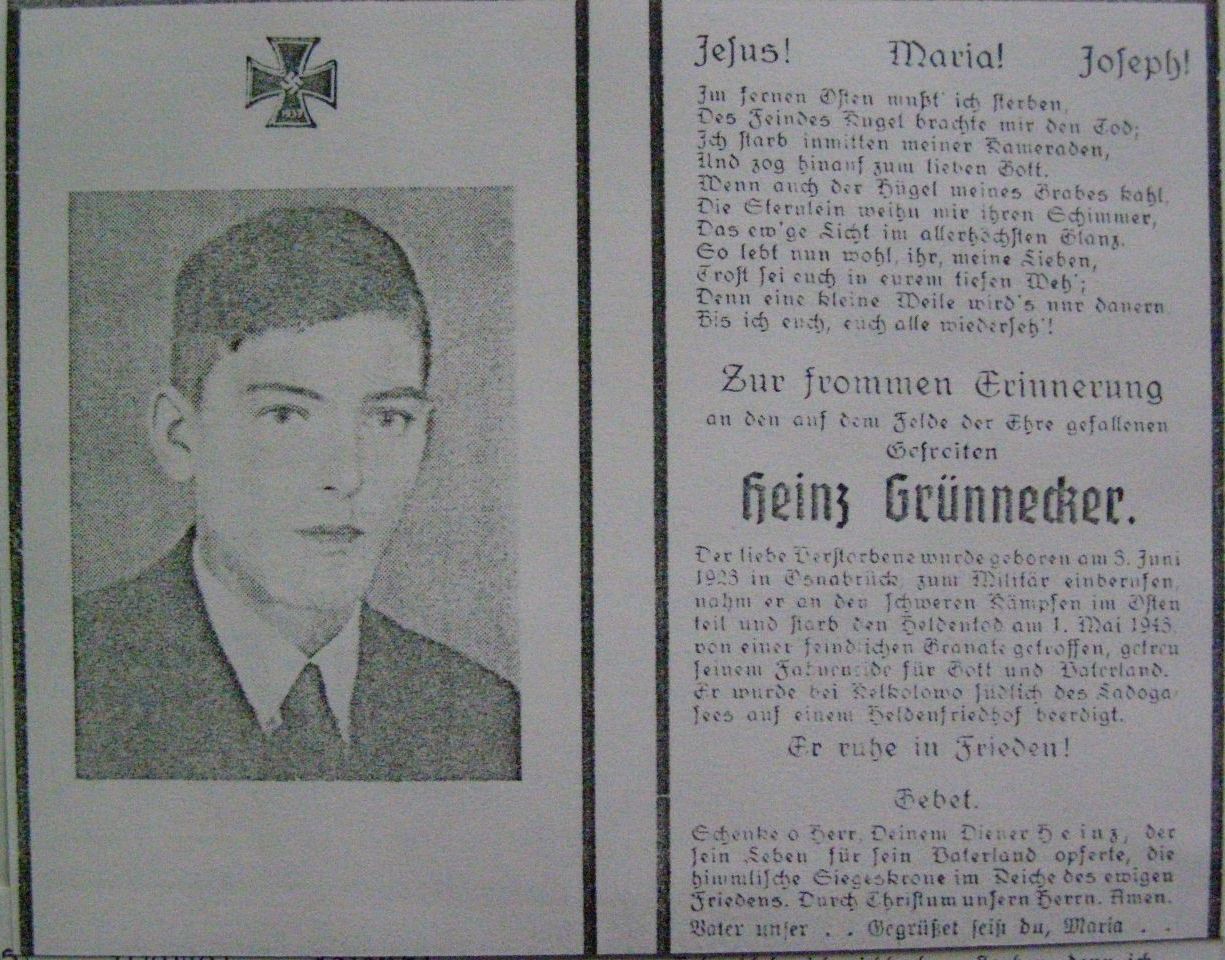 Jesus! Maria! Joseph!
Im fernen Osten mußt' ich sterben,
Des Feindes Kugel brachte mir den Tod;
Ich starb inmitten meiner Kameraden,
Und zog hinauf zum lieben Gott.
Wenn auch der Hügel meines Grabes kahl,
Die Sternlein weihn mir ihren Schimmer,
Das ew'ge Licht im allerhöchsten Glanz.
So lebt nun wohl, ihr, meine Lieben,
Trost sei euch in eurem tiefen Weh';
Denn eine kleine Weile wird's nur dauern
Bis ich euch, euch alle wiederseh'!
Zur frommen Erinnerung
an den auf dem Felde der Ehre gefallenen
Gefreiten
Heinz Grünnecker.
Der liebe Verstorbene wurde geboren am 3. Juni
1923 in Osnabrück, zum Militär einberufen,
nahm er an den schweren Kämpfen im Osten
teil und starb den Heldentod am 1. Mai 1943,
von einer feindlichen Granate getroffen, getreu
seinem Fahneneide für Gott und Vaterland.
Er wurde bei Kelkolowo südlich des Ladoga-
sees auf einem Heldenfriedhof beerdigt.
Er ruhe in Frieden!
Gebet.
Schenke o Herr, Deinem Diener Heinz, der
sein Leben für sein Vaterland opferte, die
himmlische Siegeskrone im Reiche des ewigen
Friedens. Durch Christum unsern Herrn. Amen.
Vater unser . . Gegrüßet seist du, Maria . .